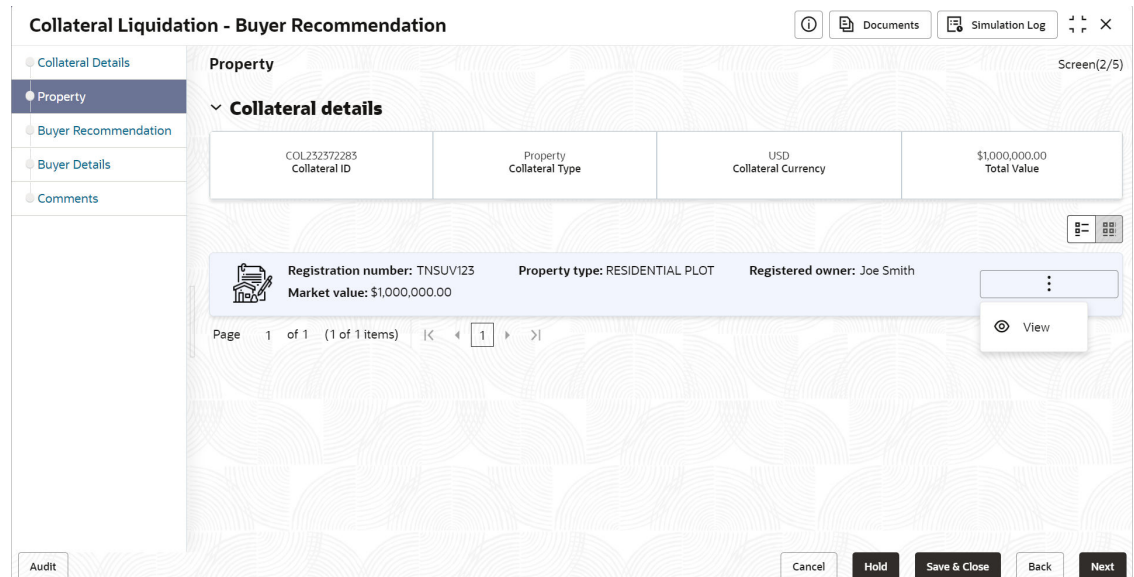 Collateral Liquidation - Buyer Recommendation
Documents
Simulation Log
Collateral Details
Property
Buyer Recommendation
Buyer Details
Comments
Property
Screen(2/5)
Collateral details
COL232372283
Collateral ID
Property
Collateral Type
USD
Collateral Currency
$1,000,000.00
Total Value
Registration number: TNSUV123 Property type: RESIDENTIAL PLOT Registered owner: Joe Smith
Market value: $1,000,000.00
View
Page 1 of 1 (1 of 1 items) 1
Audit
Cancel
Hold
Save & Close
Back
Next